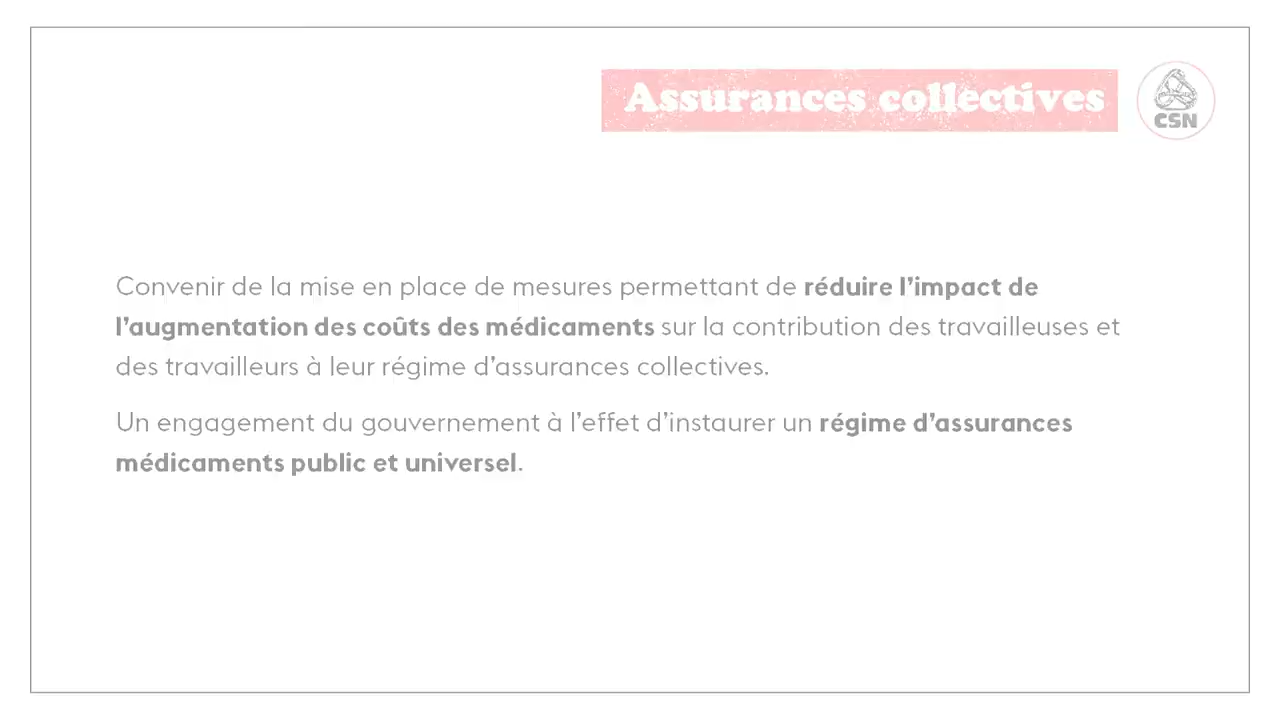 Assurances collectives
CSN
Convenir de la mise en place de mesures permettant de réduire l’impact de
l’augmentation des coûts des médicaments sur la contribution des travailleuses et
des travailleurs à leur régime d’assurances collectives.
Un engagement du gouvernement à l’effet d’instaurer un régime d’assurances
médicaments public et universel.